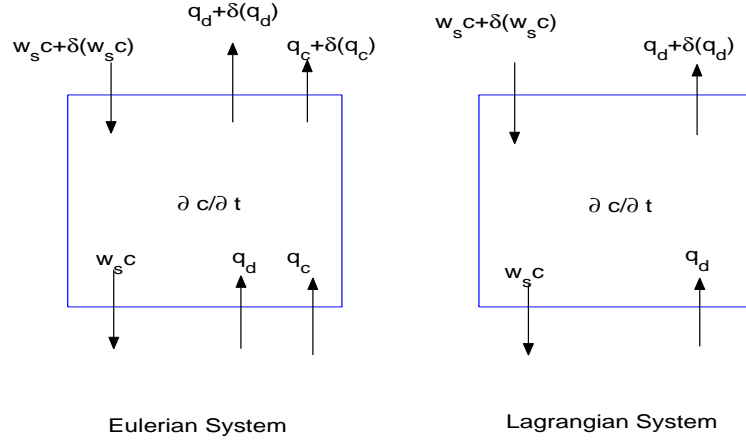 q_d+δ(q_d)
w_sc+δ(w_sc)
q_c+δ(q_c)
∂ c/∂ t
w_sc
q_d
q_c
Eulerian System
w_sc+δ(w_sc)
q_d+δ(q_d)
∂ c/∂ t
q_d
w_sc
Lagrangian System